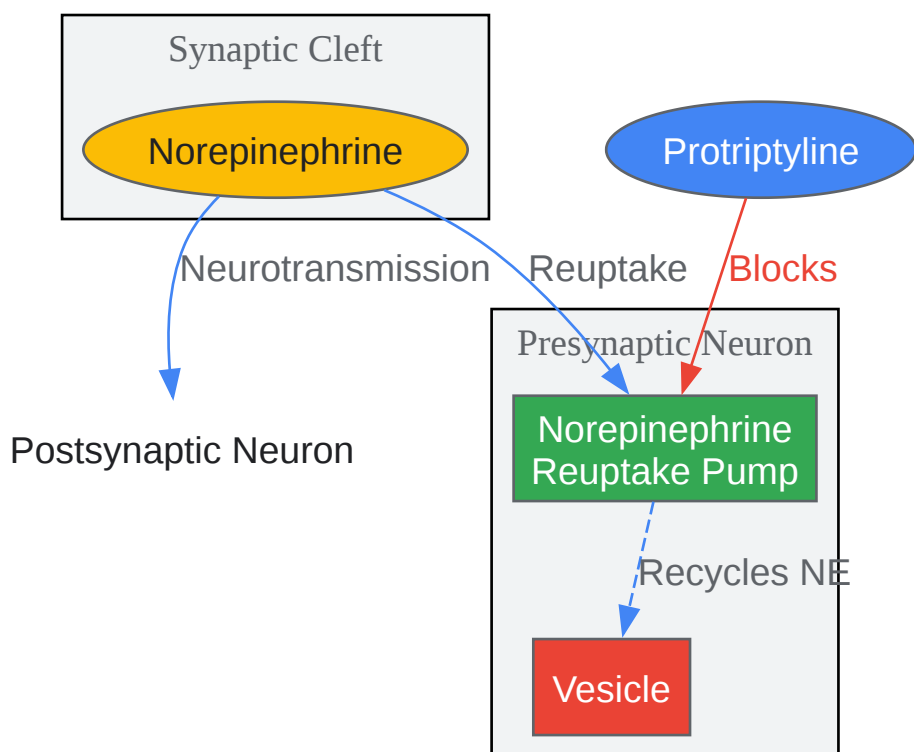 Synaptic Cleft
Norepinephrine
Protriptyline
Neurotransmission
Reuptake
Blocks
Presynaptic Neuron
Postsynaptic Neuron
Norepinephrine
Reuptake Pump
Recycles NE
Vesicle